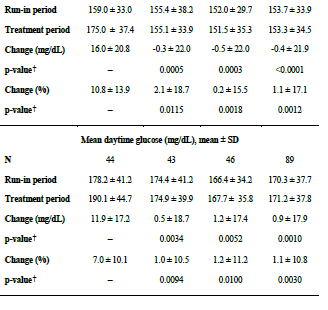 Run-in period 159.0 ± 33.0 155.4 ± 38.2 152.0 ± 29.7 153.7 ± 33.9
Treatment period 175.0 ± 37.4 155.1 ± 33.9 151.5 ± 35.3 153.3 ± 34.5
Change (mg/dL) 16.0 ± 20.8 -0.3 ± 22.0 -0.5 ± 22.0 -0.4 ± 21.9
p-value† – 0.0005 0.0003 <0.0001
Change (%) 10.8 ± 13.9 2.1 ± 18.7 0.2 ± 15.5 1.1 ± 17.1
p-value† – 0.0115 0.0018 0.0012
Mean daytime glucose (mg/dL), mean ± SD
N 44 43 46 89
Run-in period 178.2 ± 41.2 174.4 ± 41.2 166.4 ± 34.2 170.3 ± 37.7
Treatment period 190.1 ± 44.7 174.9 ± 39.9 167.7 ± 35.8 171.2 ± 37.8
Change (mg/dL) 11.9 ± 17.2 0.5 ± 18.7 1.2 ± 17.4 0.9 ± 17.9
p-value† – 0.0034 0.0052 0.0010
Change (%) 7.0 ± 10.1 1.0 ± 10.5 1.2 ± 11.2 1.1 ± 10.8
p-value† – 0.0094 0.0100 0.0030